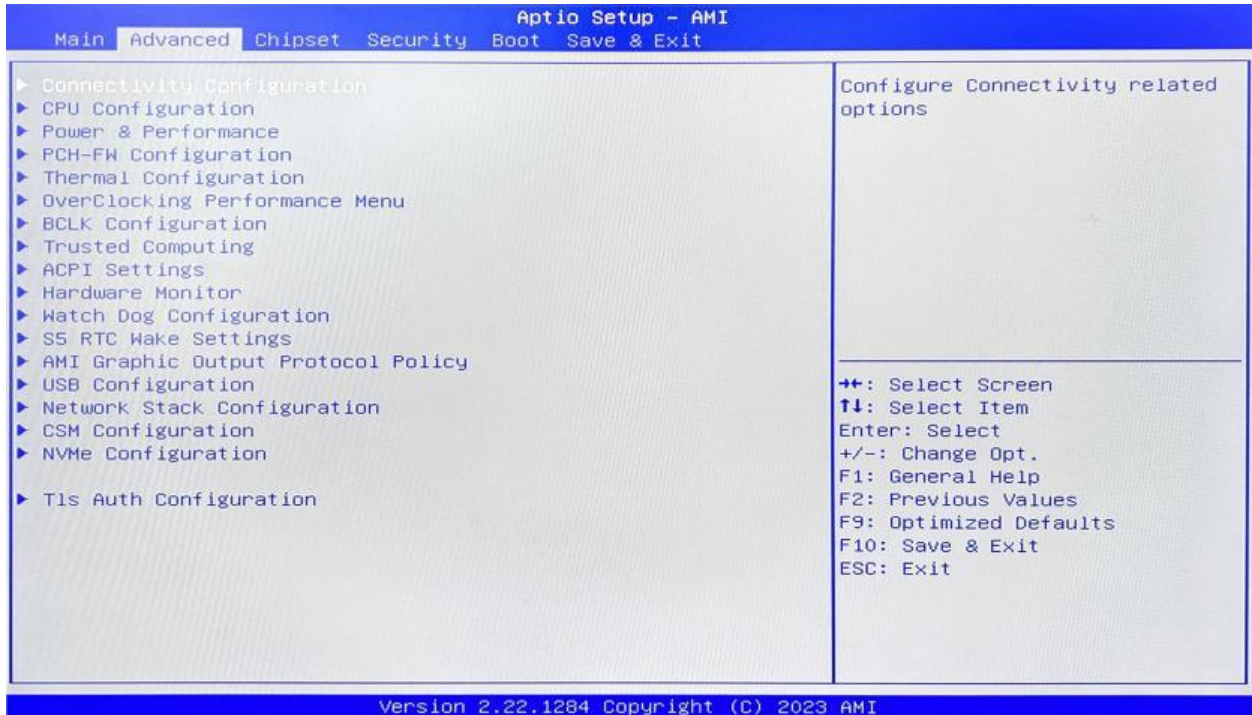 Aptio Setup - AMI
Main Advanced Chipset Security Boot Save & Exit
▶ Connectivity Configuration
▶ CPU Configuration
▶ Power & Performance
▶ PCH-FW Configuration
▶ Thermal Configuration
▶ OverClocking Performance Menu
▶ BCLK Configuration
▶ Trusted Computing
▶ ACPI Settings
▶ Hardware Monitor
▶ Watch Dog Configuration
▶ S5 RTC Wake Settings
▶ AMI Graphic Output Protocol Policy
▶ USB Configuration
▶ Network Stack Configuration
▶ CSM Configuration
▶ NVMe Configuration
▶ Tls Auth Configuration
Configure Connectivity related
options
→←: Select Screen
↑↓: Select Item
Enter: Select
+/-: Change Opt.
F1: General Help
F2: Previous Values
F9: Optimized Defaults
F10: Save & Exit
ESC: Exit
Version 2.22.1284 Copyright (C) 2023 AMI